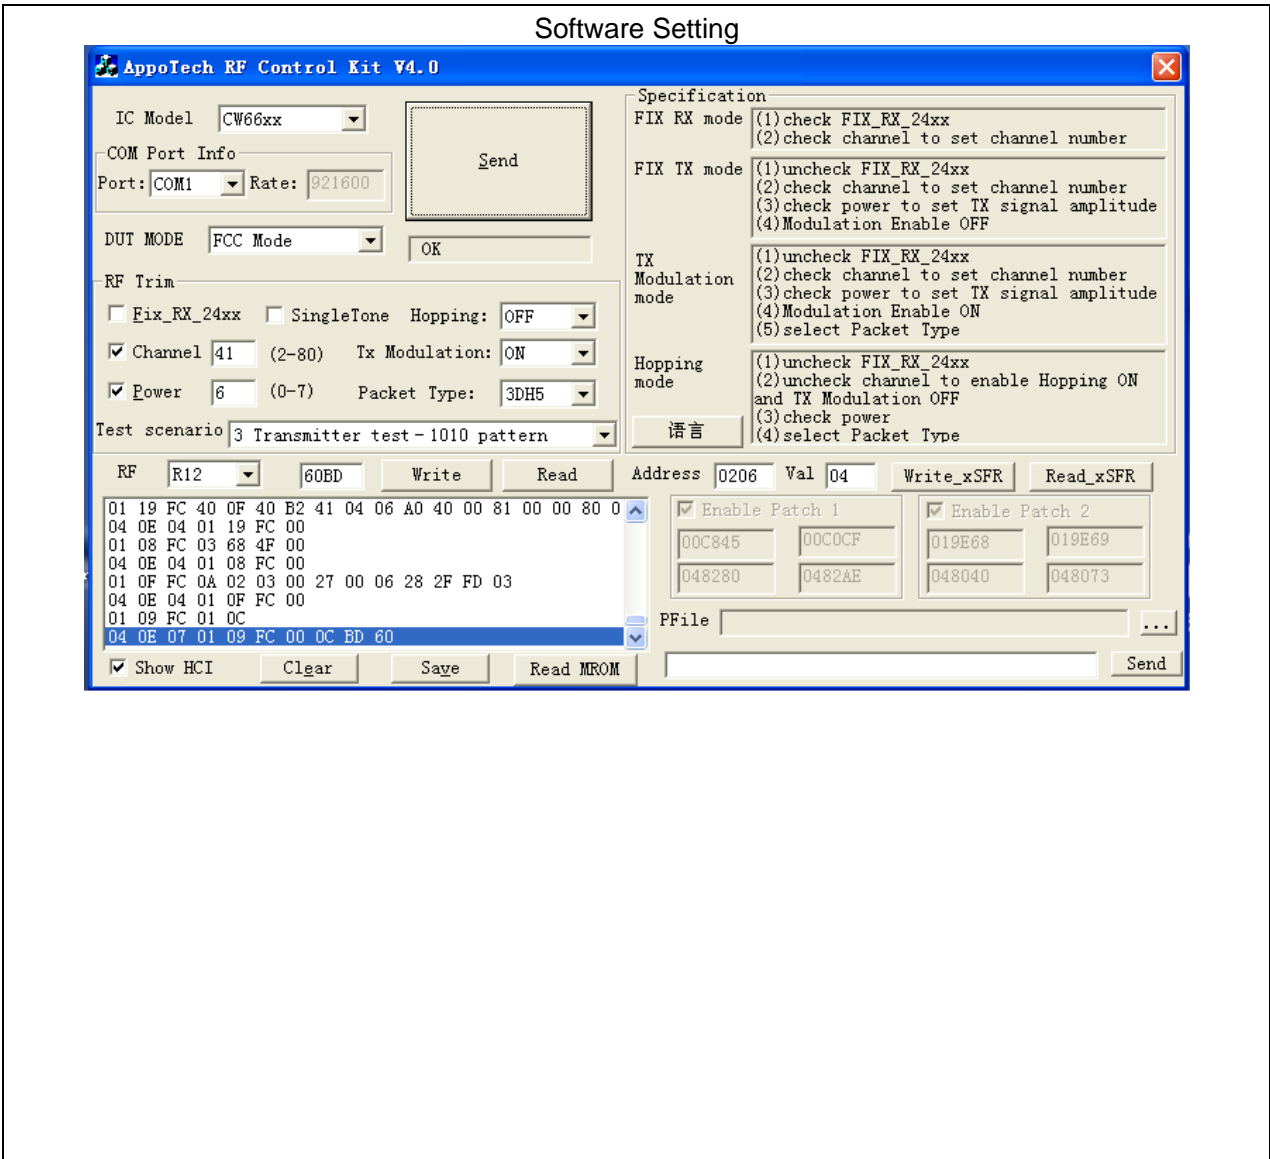 Software Setting
AppoTech RF Control Kit V4.0
IC Model CW66xx
COM Port Info
Port: COM1 Rate: 921600
Send
DUT MODE FCC Mode
OK
RF Trim
Fix_RX_24xx SingleTone Hopping: OFF
Channel 41 (2-80) Tx Modulation: ON
Power 6 (0-7) Packet Type: 3DH5
Test scenario 3 Transmitter test-1010 pattern
Specification
FIX RX mode (1)check FIX_RX_24xx
(2)check channel to set channel number
FIX TX mode (1)uncheck FIX_RX_24xx
(2)check channel to set channel number
(3)check power to set TX signal amplitude
(4)Modulation Enable OFF
TX Modulation mode (1)uncheck FIX_RX_24xx
(2)check channel to set channel number
(3)check power to set TX signal amplitude
(4)Modulation Enable ON
(5)select Packet Type
Hopping mode (1)uncheck FIX_RX_24xx
(2)uncheck channel to enable Hopping ON
and TX Modulation OFF
(3)check power
(4)select Packet Type
语言
RF R12 60BD Write Read
Address 0206 Val 04 Write_xSFR Read_xSFR
01 19 FC 40 0F 40 B2 41 04 06 A0 40 00 81 00 00 80 0
04 0E 04 01 19 FC 00
01 08 FC 03 68 4F 00
04 0E 04 01 08 FC 00
01 0F FC 0A 02 03 00 27 00 06 28 2F FD 03
04 0E 04 01 0F FC 00
01 09 FC 01 0C
04 0E 07 01 09 FC 00 0C BD 60
Enable Patch 1
00C845 00C0CF
048280 0482AE
Enable Patch 2
019E68 019E69
048040 048073
PFile ...
Show HCI Clear Save Read MROM
Send